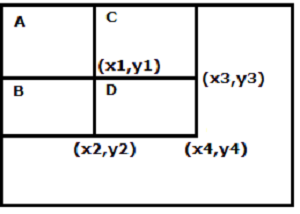 A C
(x1,y1)
(x3,y3)
B D
(x2,y2) (x4,y4)